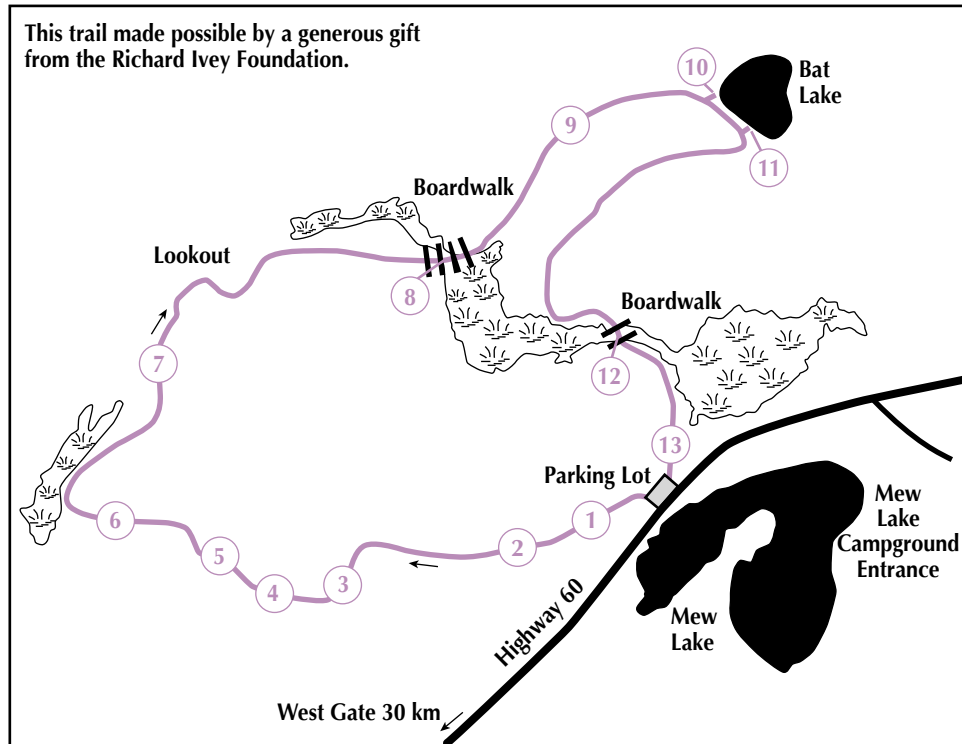 This trail made possible by a generous gift
from the Richard Ivey Foundation.
10
Bat
Lake
9
11
Boardwalk
Lookout
8
Boardwalk
7
12
13
Parking Lot
Mew
Lake
Campground
Entrance
6
1
2
5
4
3
Highway 60
Mew
Lake
West Gate 30 km